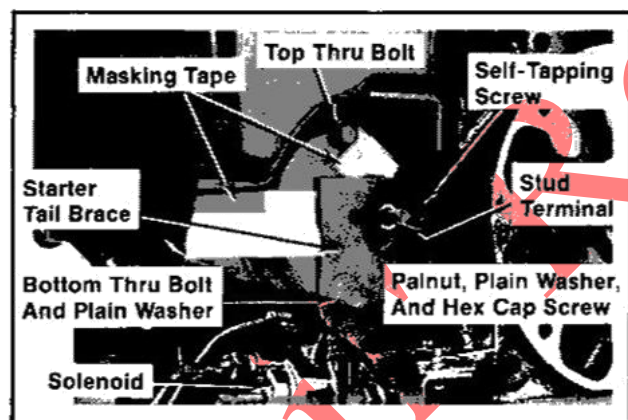 Top Thru Bolt
Masking Tape
Self-Tapping
Screw
Starter
Tail Brace
Stud
Terminal
Bottom Thru Bolt
And Plain Washer
Palnut, Plain Washer,
And Hex Cap Screw
Solenoid